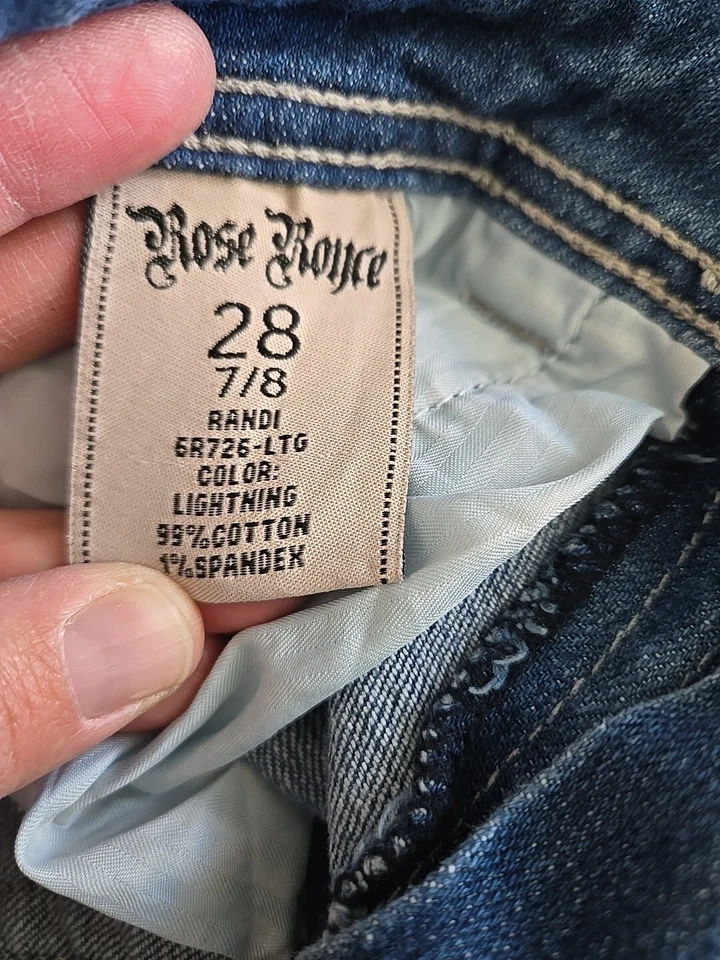 Rose Royce
28
7/8
RANDI
6R726-LTG
COLOR:
LIGHTNING
99%COTTON
1%SPANDEX